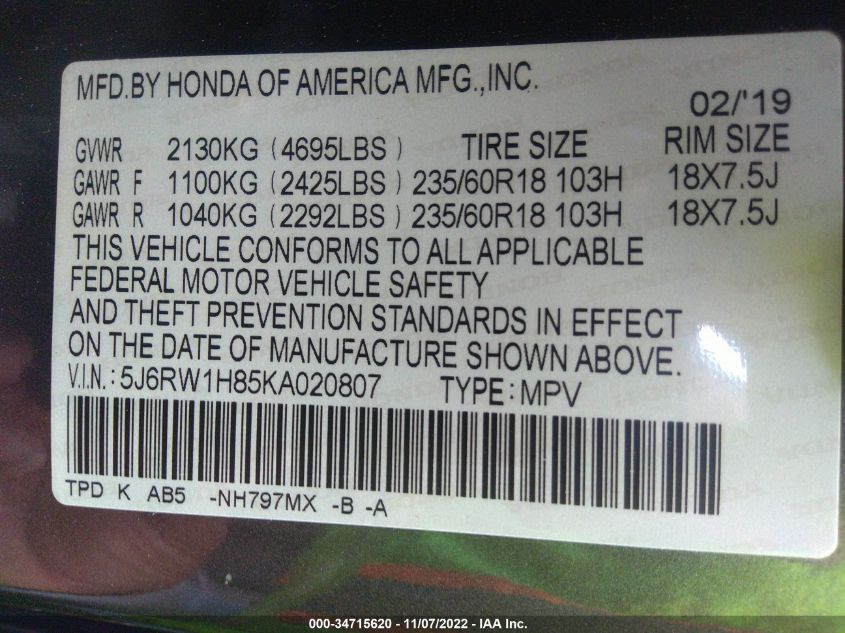 MFD.BY HONDA OF AMERICA MFG.,INC.
02/'19
GVWR 2130KG (4695LBS) TIRE SIZE RIM SIZE
GAWR F 1100KG (2425LBS) 235/60R18 103H 18X7.5J
GAWR R 1040KG (2292LBS) 235/60R18 103H 18X7.5J
THIS VEHICLE CONFORMS TO ALL APPLICABLE
FEDERAL MOTOR VEHICLE SAFETY
AND THEFT PREVENTION STANDARDS IN EFFECT
ON THE DATE OF MANUFACTURE SHOWN ABOVE.
V.I.N.:5J6RW1H85KA020807 TYPE:MPV
TPD K AB5 -NH797MX -B -A
000-34715620 - 11/07/2022 - IAA Inc.